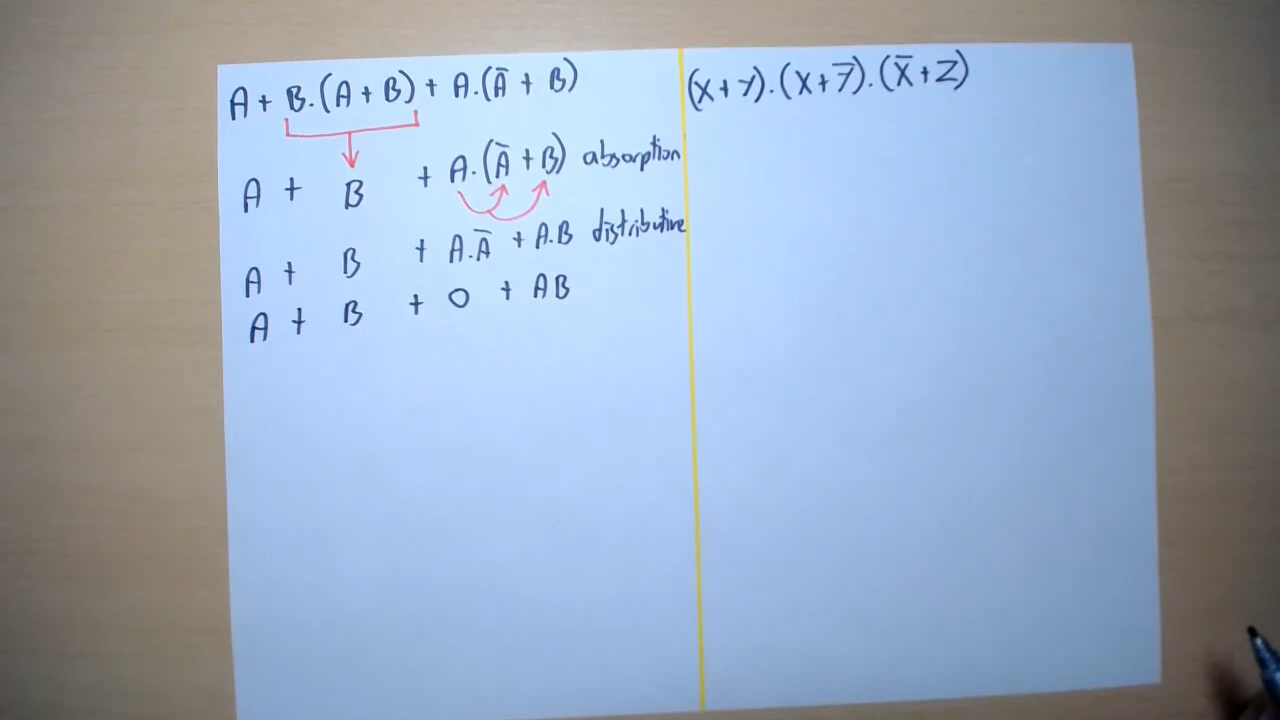 A + B.(A + B) + A.(Ā + B)
A + B + A.(Ā + B) absorption
A + B + A.Ā + A.B distributive
A + B + 0 + AB
(X + Y).(X + Ȳ).(X̄ + Z)